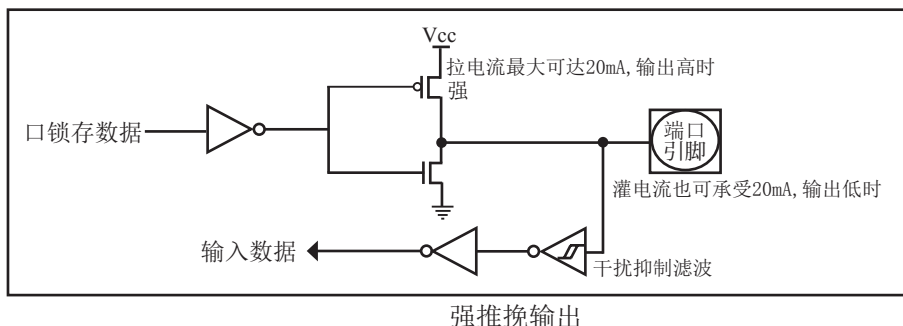 Vcc
拉电流最大可达20mA,输出高时
强
口锁存数据
端口
引脚
灌电流也可承受20mA,输出低时
输入数据
干扰抑制滤波
强推挽输出